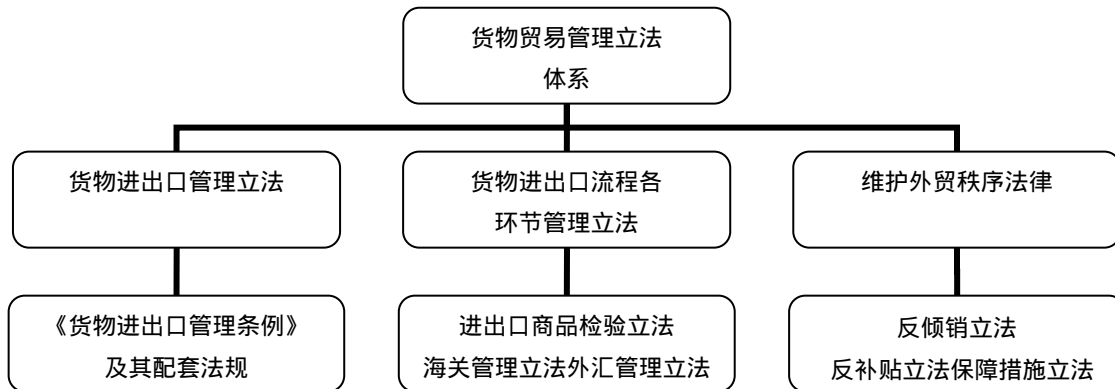 货物贸易管理立法
体系
货物进出口管理立法
货物进出口流程各
环节管理立法
维护外贸秩序法律
《货物进出口管理条例》
及其配套法规
进出口商品检验立法
海关管理立法外汇管理立法
反倾销立法
反补贴立法保障措施立法